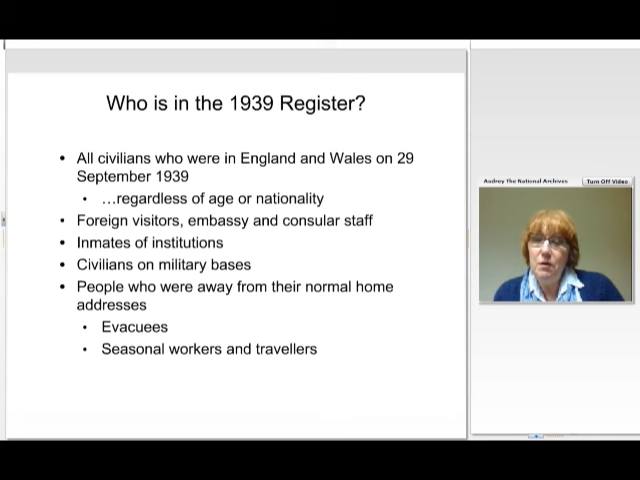 Who is in the 1939 Register?
• All civilians who were in England and Wales on 29
September 1939
• …regardless of age or nationality
• Foreign visitors, embassy and consular staff
• Inmates of institutions
• Civilians on military bases
• People who were away from their normal home
addresses
• Evacuees
• Seasonal workers and travellers
Audrey The National Archives
Turn Off Video